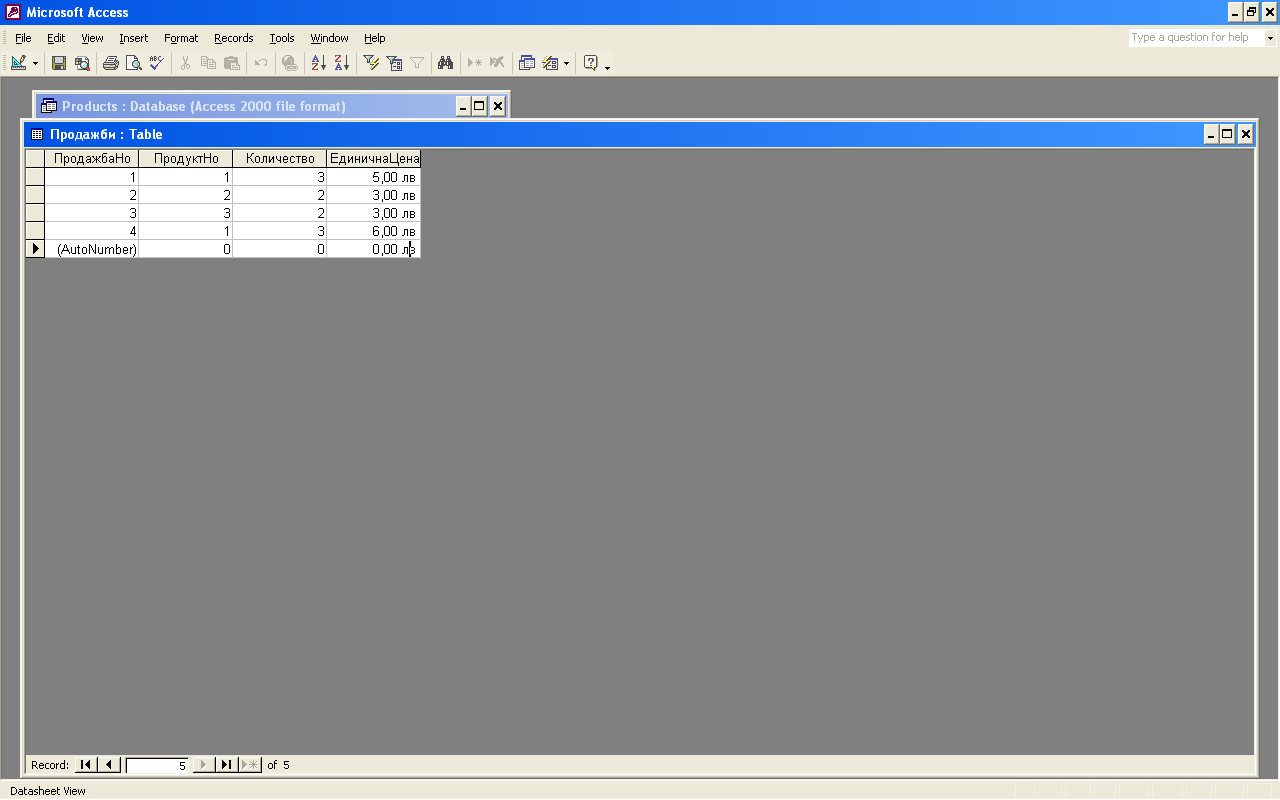 Microsoft Access
File Edit View Insert Format Records Tools Window Help
Type a question for help
Products : Database (Access 2000 file format)
Продажби : Table
ПродажбаНо ПродуктНо Количество ЕдиничнаЦена
1 1 3 5,00 лв
2 2 2 3,00 лв
3 3 2 3,00 лв
4 1 3 6,00 лв
(AutoNumber) 0 0 0,00 лв
Record: 5 of 5
Datasheet View